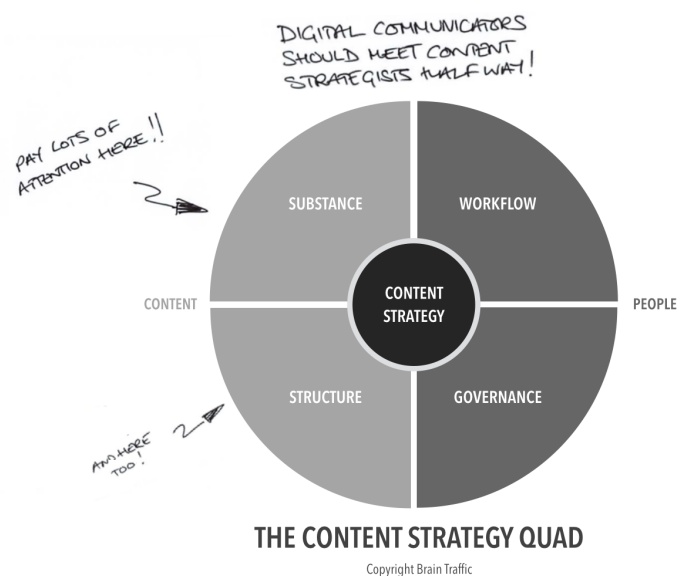 DIGITAL COMMUNICATORS
SHOULD MEET CONTENT
STRATEGISTS HALF WAY!
PAY LOTS OF
ATTENTION HERE!!
SUBSTANCE
WORKFLOW
CONTENT
CONTENT
STRATEGY
PEOPLE
STRUCTURE
GOVERNANCE
AND HERE
TOO!
THE CONTENT STRATEGY QUAD
Copyright Brain Traffic